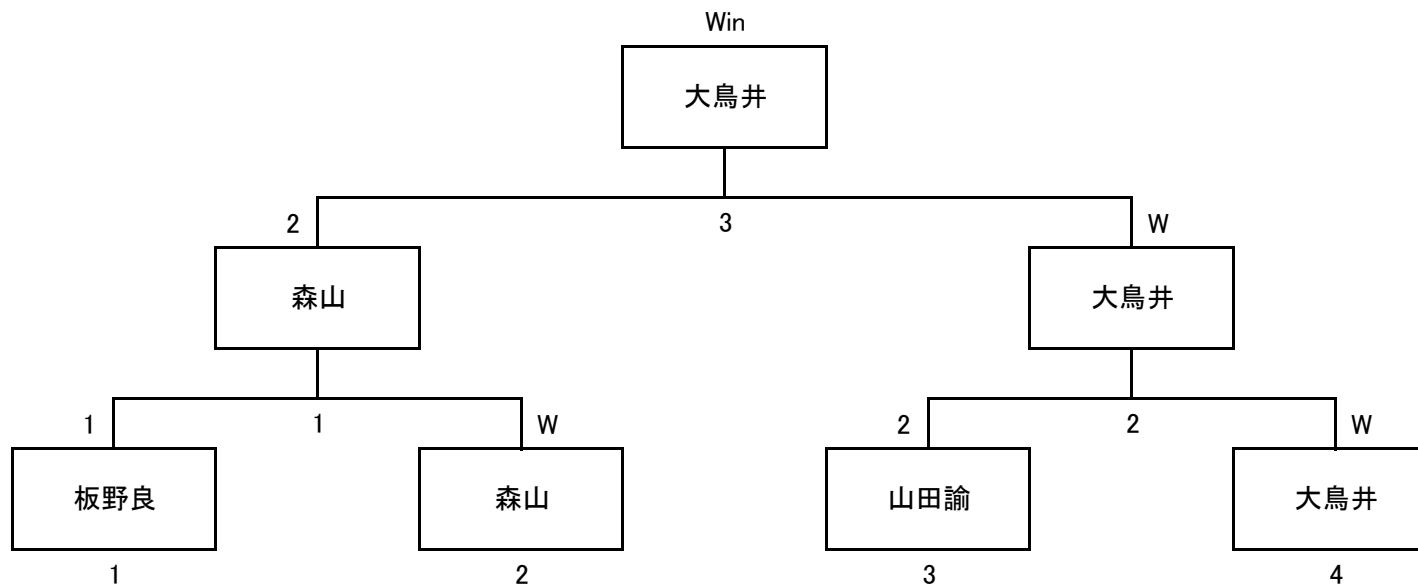 Win
大鳥井
2 3 W
森山 大鳥井
1 1 W 2 2 W
板野良 森山 山田諭 大鳥井
1 2 3 4